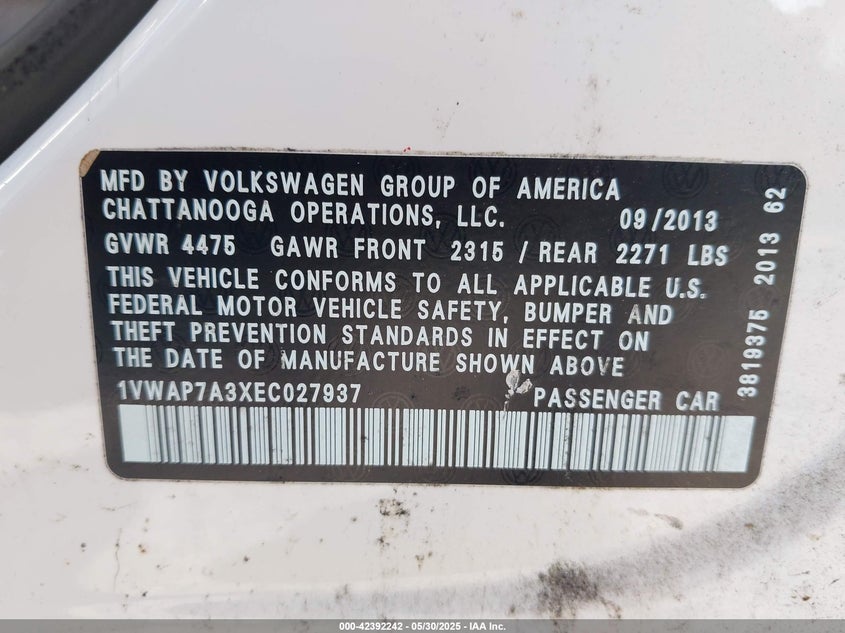 MFD BY VOLKSWAGEN GROUP OF AMERICA
CHATTANOOGA OPERATIONS, LLC. 09/2013
GVWR 4475 GAWR FRONT 2315 / REAR 2271 LBS
THIS VEHICLE CONFORMS TO ALL APPLICABLE U.S.
FEDERAL MOTOR VEHICLE SAFETY, BUMPER AND
THEFT PREVENTION STANDARDS IN EFFECT ON
THE DATE OF MANUFACTURE SHOWN ABOVE
1VWAP7A3XEC027937 PASSENGER CAR
3819375 2013 62
000-42392242 - 05/30/2025 - IAA Inc.